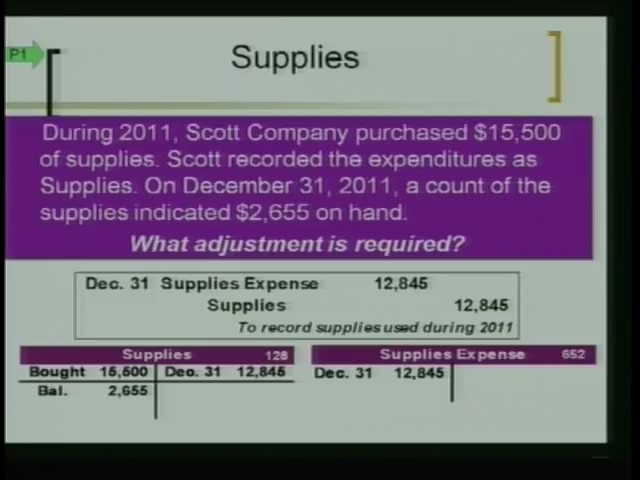 P1
Supplies
During 2011, Scott Company purchased $15,500
of supplies. Scott recorded the expenditures as
Supplies. On December 31, 2011, a count of the
supplies indicated $2,655 on hand.
What adjustment is required?
Dec. 31 Supplies Expense 12,845
Supplies 12,845
To record supplies used during 2011
Supplies 126
Bought 15,500 Dec. 31 12,845
Bal. 2,655
Supplies Expense 652
Dec. 31 12,845